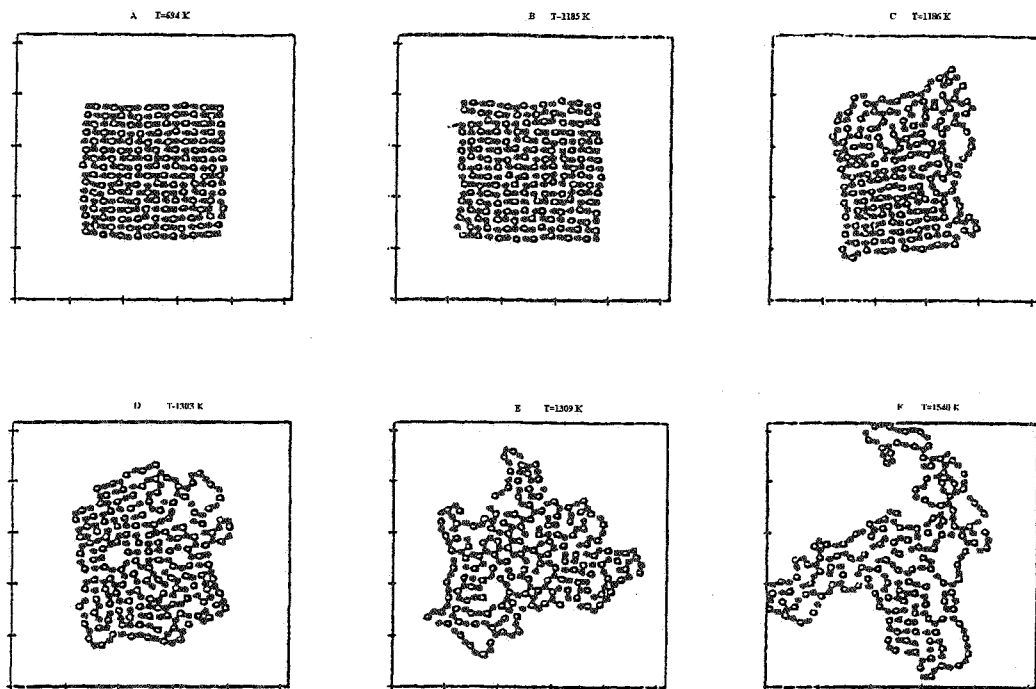 A T=694 K
B T=1185 K
C T=1186 K
D T=1303 K
E T=1309 K
F T=1540 K